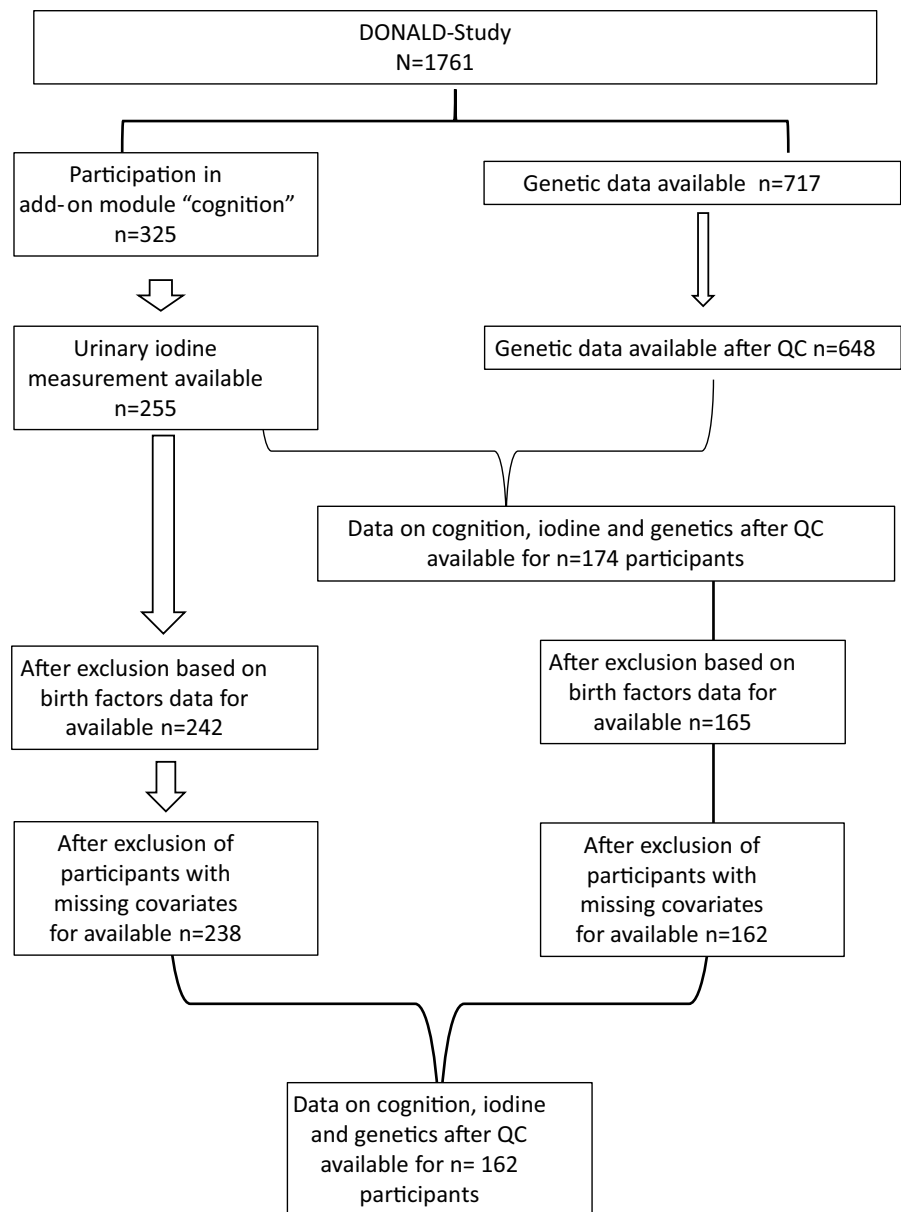 DONALD-Study
N=1761
Participation in
add-on module “cognition”
n=325
Genetic data available n=717
Urinary iodine
measurement available
n=255
Genetic data available after QC n=648
Data on cognition, iodine and genetics after QC
available for n=174 participants
After exclusion based on
birth factors data for
available n=242
After exclusion based on
birth factors data for
available n=165
After exclusion of
participants with
missing covariates
for available n=238
After exclusion of
participants with
missing covariates
for available n=162
Data on cognition, iodine
and genetics after QC
available for n= 162
participants